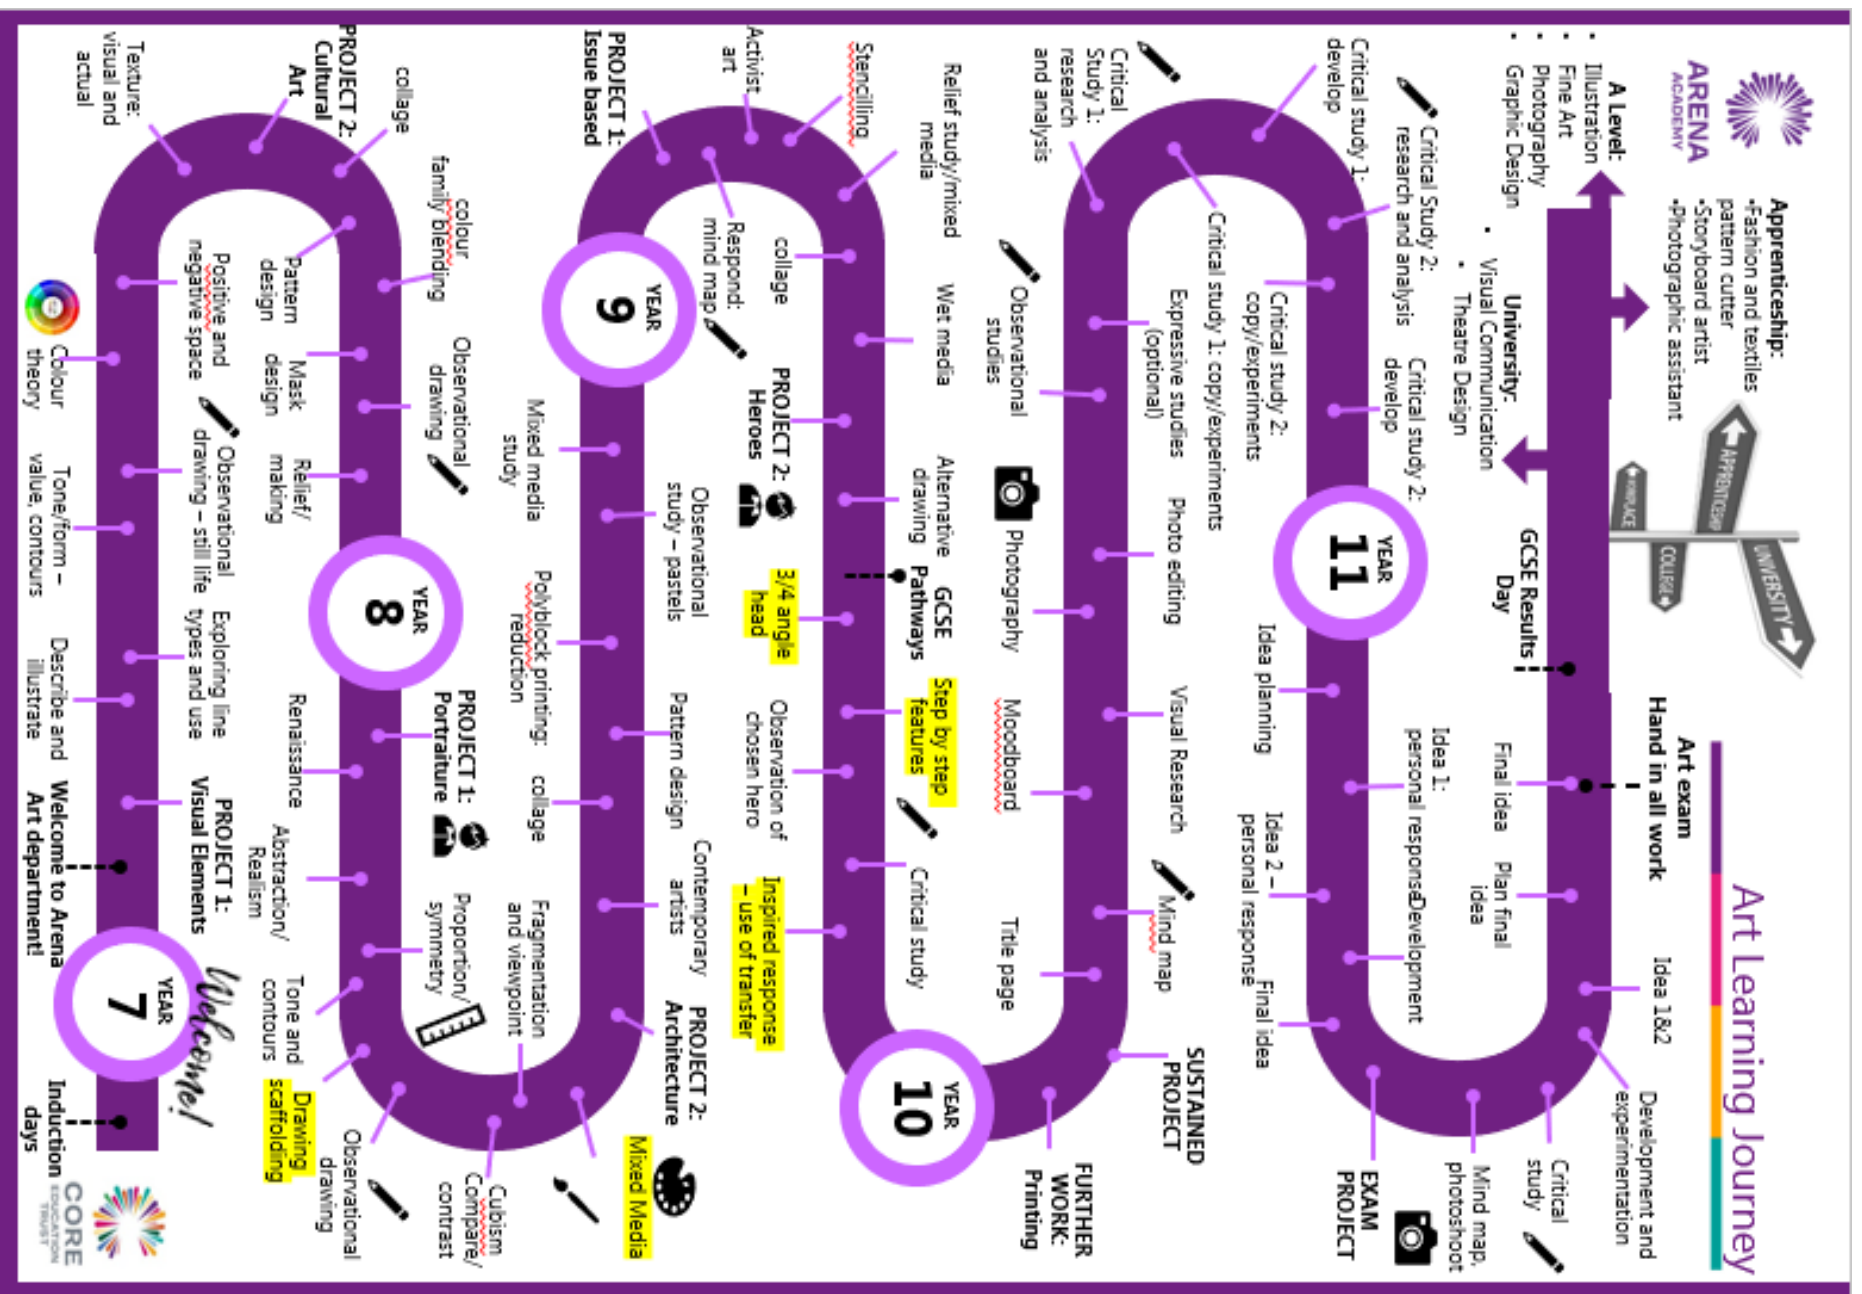 ARENA
ACADEMY
Art Learning Journey
Apprenticeship:
•Fashion and textiles
pattern cutter
•Storyboard artist
•Photographic assistant
A Level:
• Illustration
• Fine Art
• Photography
• Graphic Design
University:
• Visual Communication
• Theatre Design
APPRENTICESHIP
UNIVERSITY
WORKPLACE
COLLEGE
GCSE Results
Day
Art exam
Hand in all work
Final idea
Plan final
idea
Idea 1&2
Development and
experimentation
Critical
study
Mind map,
photoshoot
EXAM
PROJECT
Final idea
Development
Idea 2 –
personal response
Idea 1:
personal response
Idea planning
YEAR
11
Critical study 2:
develop
Critical study 2:
copy/experiments
Critical Study 2:
research and analysis
Critical study 1:
develop
Critical study 1: copy/experiments
Critical
Study 1:
research
and analysis
Expressive studies
(optional)
Observational
studies
Photo editing
Photography
Visual Research
Moodboard
Mind map
Title page
SUSTAINED
PROJECT
FURTHER
WORK:
Printing
YEAR
10
Inspired response
– use of transfer
Critical study
Observation of
chosen hero
Step by step
features
3/4 angle
head
GCSE
Pathways
Alternative
drawing
PROJECT 2:
Heroes
Wet media
collage
Relief study/mixed
media
Stencilling
Activist
art
Respond:
mind map
PROJECT 1:
Issue based
YEAR
9
Mixed media
study
Observational
study – pastels
Polyblock printing:
reduction
Pattern design
collage
Contemporary
artists
PROJECT 2:
Architecture
Mixed Media
Fragmentation
and viewpoint
Cubism
Compare/
contrast
Observational
drawing
Drawing
scaffolding
Tone and
contours
Proportion/
symmetry
Abstraction/
Realism
Renaissance
PROJECT 1:
Portraiture
YEAR
8
Relief/
making
Observational
drawing
Mask
design
colour
family blending
Pattern
design
collage
PROJECT 2:
Cultural
Art
Texture:
visual and
actual
Positive and
negative space
Colour
theory
Observational
drawing – still life
Tone/form –
value, contours
Exploring line
types and use
Describe and
illustrate
PROJECT 1:
Visual Elements
Welcome to Arena
Art department!
YEAR
7
Welcome!
Induction
days
CORE
EDUCATION
TRUST